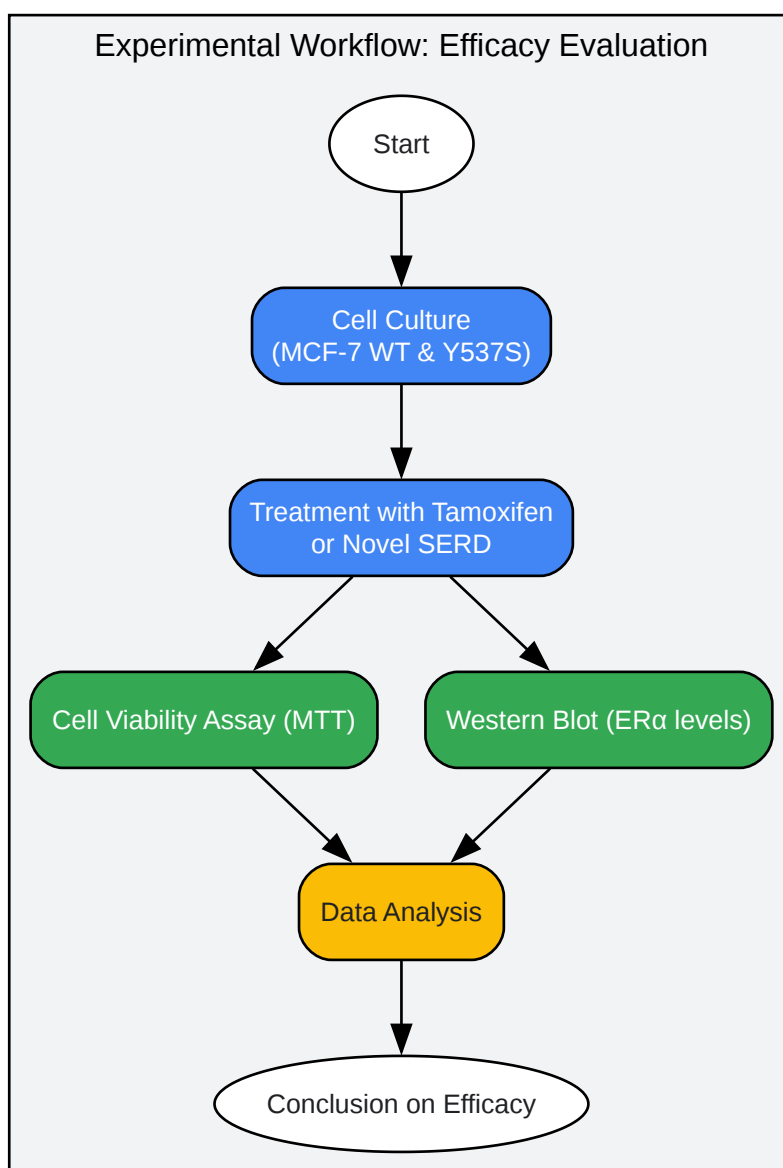 Experimental Workflow: Efficacy Evaluation
Start
Cell Culture
(MCF-7 WT & Y537S)
Treatment with Tamoxifen
or Novel SERD
Cell Viability Assay (MTT)
Western Blot (ERα levels)
Data Analysis
Conclusion on Efficacy